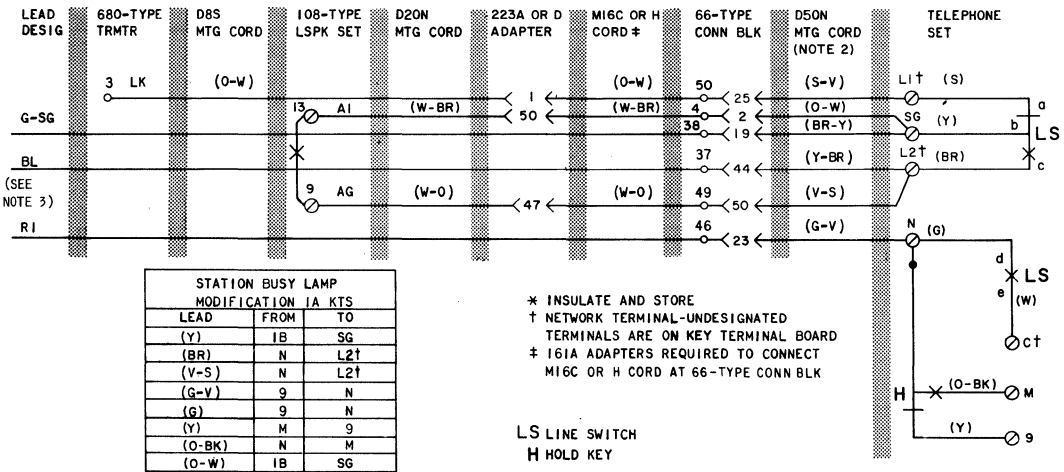 LEAD DESIG
680-TYPE TRMTR
D8S MTG CORD
108-TYPE LSPK SET
D20N MTG CORD
223A OR D ADAPTER
M16C OR H CORD ‡
66-TYPE CONN BLK
D50N MTG CORD (NOTE 2)
TELEPHONE SET
3 LK (O-W) (O-W) 50 25 (S-V) L1† (S)
1
13 A1 (W-BR) 50 (W-BR) 4 2 (O-W) SG (Y) a
G-SG 38 19 (BR-Y) b LS
BL 37 44 (Y-BR) L2† (BR) c
(SEE NOTE 3)
9 AG (W-O) 47 (W-O) 49 50 (V-S)
R1 46 23 (G-V) N (G)
d
LS
e
(W)
C†
H (O-BK) M
(Y) 9
STATION BUSY LAMP
MODIFICATION 1A KTS
LEAD FROM TO
(Y) 1B SG
(BR) N L2†
(V-S) N L2†
(G-V) 9 N
(G) 9 N
(Y) M 9
(O-BK) N M
(O-W) 1B SG
* INSULATE AND STORE
† NETWORK TERMINAL-UNDESIGNATED
TERMINALS ARE ON KEY TERMINAL BOARD
‡ 161A ADAPTERS REQUIRED TO CONNECT
M16C OR H CORD AT 66-TYPE CONN BLK
LS LINE SWITCH
H HOLD KEY